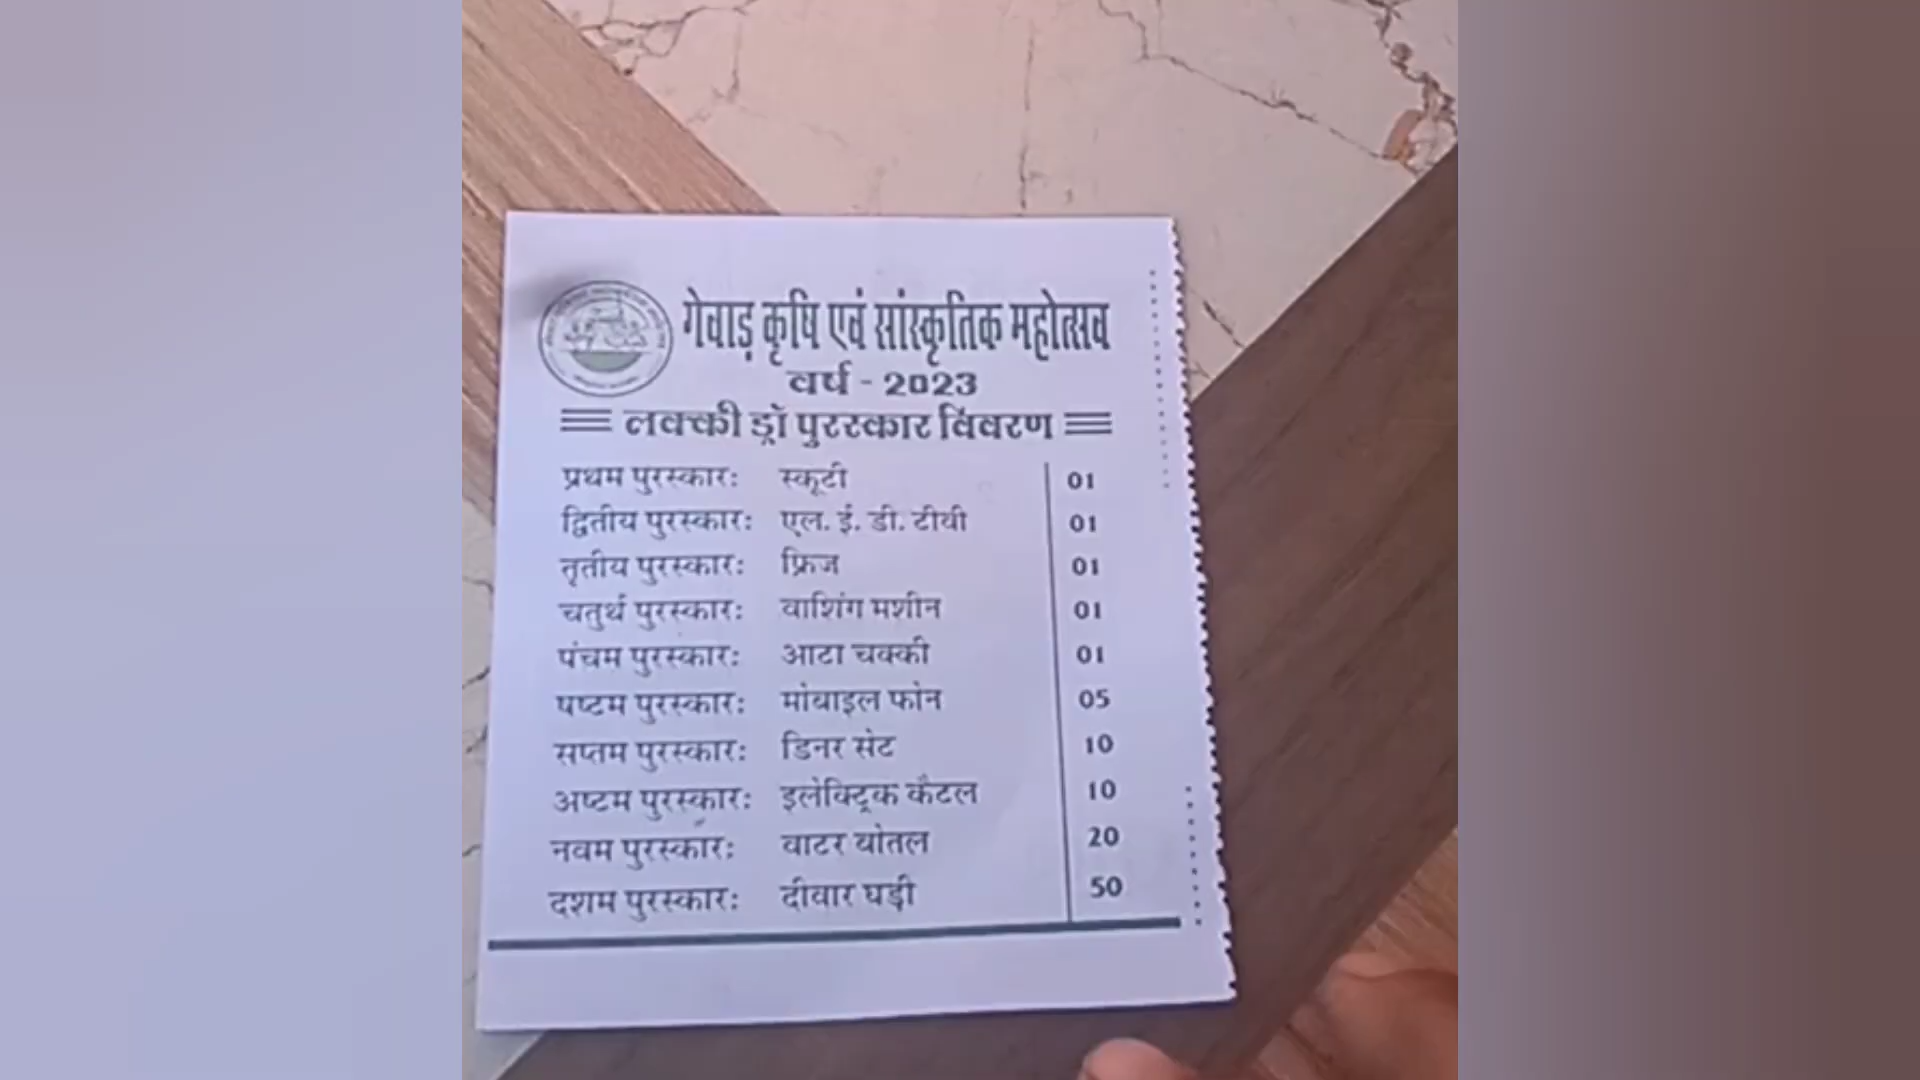 गेवाड़ कृषि एवं सांस्कृतिक महोत्सव
वर्ष - 2023
लक्की ड्रॉ पुरस्कार विवरण
प्रथम पुरस्कारः स्कूटी 01
द्वितीय पुरस्कारः एल. ई. डी. टीवी 01
तृतीय पुरस्कारः फ्रिज 01
चतुर्थ पुरस्कारः वाशिंग मशीन 01
पंचम पुरस्कारः आटा चक्की 01
षष्टम पुरस्कारः मोबाइल फोन 05
सप्तम पुरस्कारः डिनर सेट 10
अष्टम पुरस्कारः इलेक्ट्रिक कैटल 10
नवम पुरस्कारः वाटर बोतल 20
दशम पुरस्कारः दीवार घड़ी 50